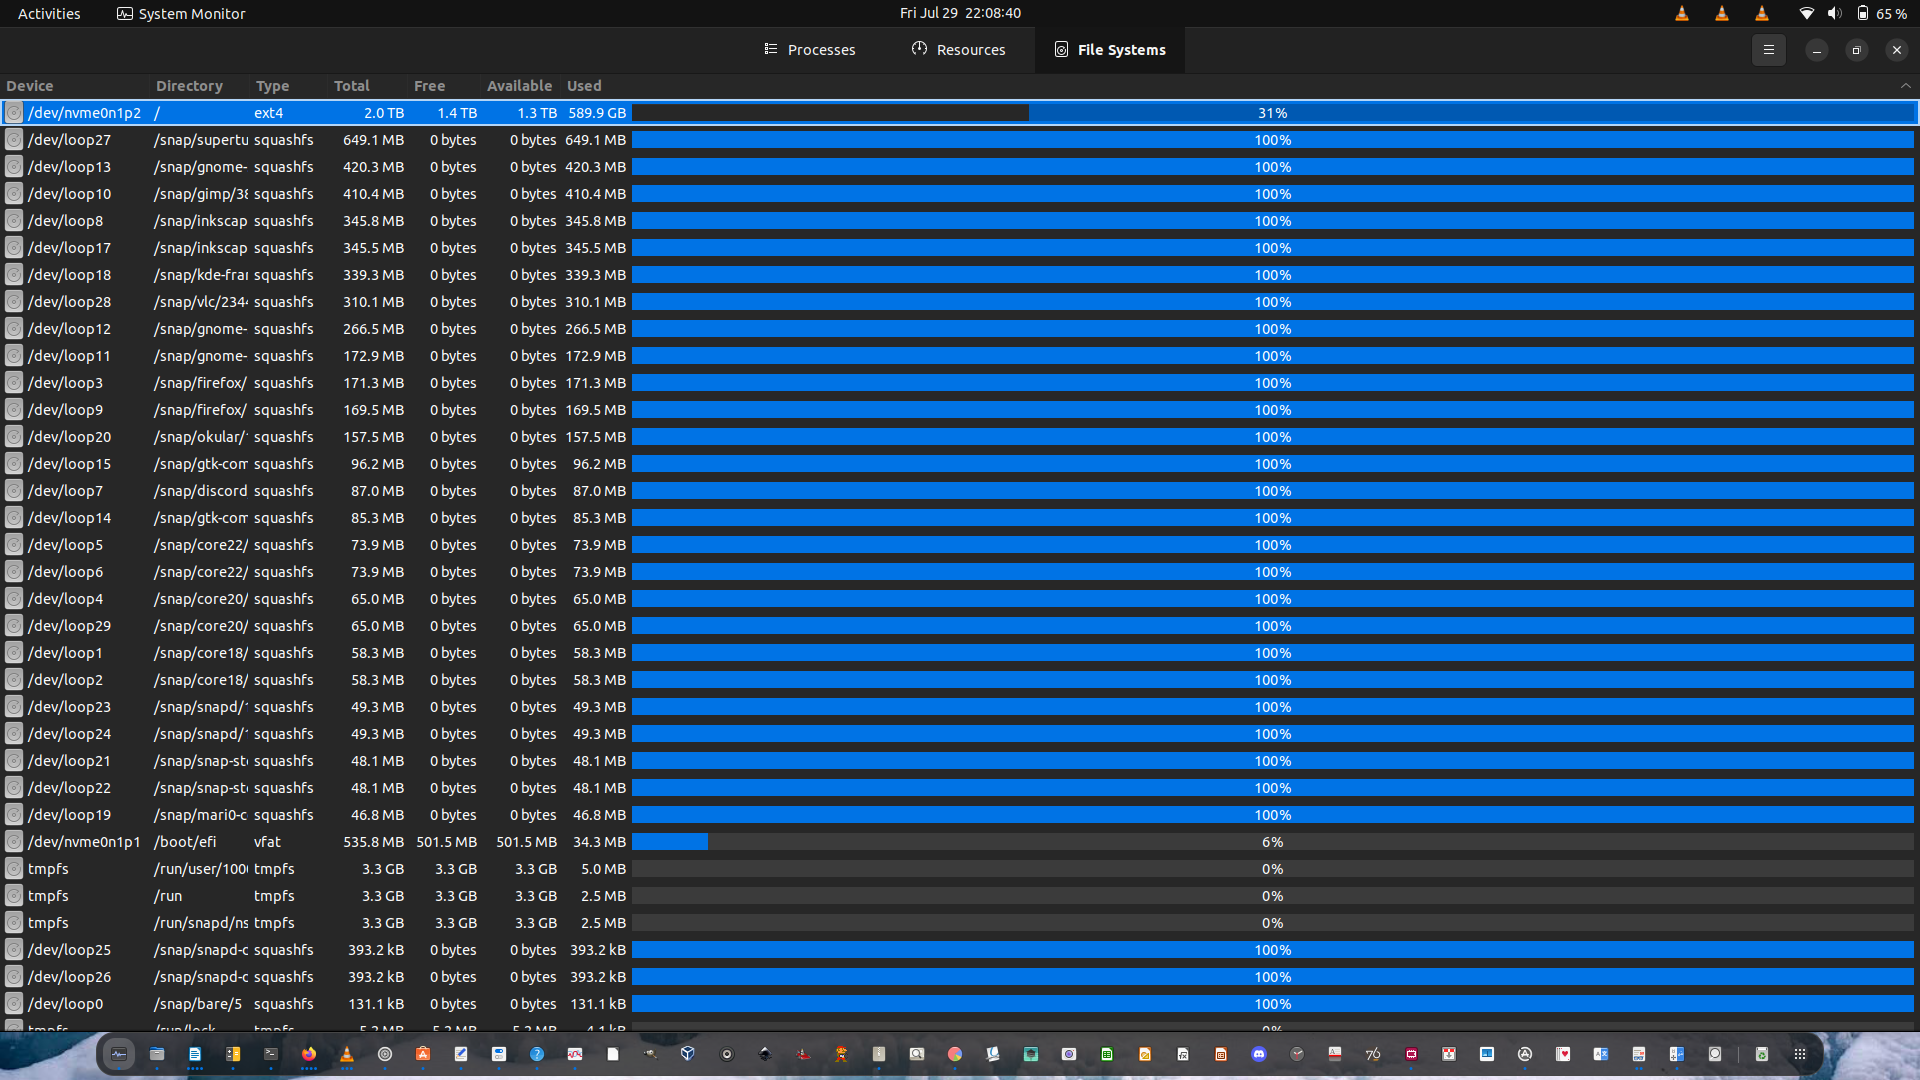 Activities System Monitor Fri Jul 29 22:08:40 65 %
Processes Resources File Systems
Device Directory Type Total Free Available Used
/dev/nvme0n1p2 / ext4 2.0 TB 1.4 TB 1.3 TB 589.9 GB 31%
/dev/loop27 /snap/supertu squashfs 649.1 MB 0 bytes 0 bytes 649.1 MB 100%
/dev/loop13 /snap/gnome- squashfs 420.3 MB 0 bytes 0 bytes 420.3 MB 100%
/dev/loop10 /snap/gimp/38 squashfs 410.4 MB 0 bytes 0 bytes 410.4 MB 100%
/dev/loop8 /snap/inkscap squashfs 345.8 MB 0 bytes 0 bytes 345.8 MB 100%
/dev/loop17 /snap/inkscap squashfs 345.5 MB 0 bytes 0 bytes 345.5 MB 100%
/dev/loop18 /snap/kde-fra squashfs 339.3 MB 0 bytes 0 bytes 339.3 MB 100%
/dev/loop28 /snap/vlc/234 squashfs 310.1 MB 0 bytes 0 bytes 310.1 MB 100%
/dev/loop12 /snap/gnome- squashfs 266.5 MB 0 bytes 0 bytes 266.5 MB 100%
/dev/loop11 /snap/gnome- squashfs 172.9 MB 0 bytes 0 bytes 172.9 MB 100%
/dev/loop3 /snap/firefox/ squashfs 171.3 MB 0 bytes 0 bytes 171.3 MB 100%
/dev/loop9 /snap/firefox/ squashfs 169.5 MB 0 bytes 0 bytes 169.5 MB 100%
/dev/loop20 /snap/okular/ squashfs 157.5 MB 0 bytes 0 bytes 157.5 MB 100%
/dev/loop15 /snap/gtk-com squashfs 96.2 MB 0 bytes 0 bytes 96.2 MB 100%
/dev/loop7 /snap/discord squashfs 87.0 MB 0 bytes 0 bytes 87.0 MB 100%
/dev/loop14 /snap/gtk-com squashfs 85.3 MB 0 bytes 0 bytes 85.3 MB 100%
/dev/loop5 /snap/core22/ squashfs 73.9 MB 0 bytes 0 bytes 73.9 MB 100%
/dev/loop6 /snap/core22/ squashfs 73.9 MB 0 bytes 0 bytes 73.9 MB 100%
/dev/loop4 /snap/core20/ squashfs 65.0 MB 0 bytes 0 bytes 65.0 MB 100%
/dev/loop29 /snap/core20/ squashfs 65.0 MB 0 bytes 0 bytes 65.0 MB 100%
/dev/loop1 /snap/core18/ squashfs 58.3 MB 0 bytes 0 bytes 58.3 MB 100%
/dev/loop2 /snap/core18/ squashfs 58.3 MB 0 bytes 0 bytes 58.3 MB 100%
/dev/loop23 /snap/snapd/ squashfs 49.3 MB 0 bytes 0 bytes 49.3 MB 100%
/dev/loop24 /snap/snapd/ squashfs 49.3 MB 0 bytes 0 bytes 49.3 MB 100%
/dev/loop21 /snap/snap-st squashfs 48.1 MB 0 bytes 0 bytes 48.1 MB 100%
/dev/loop22 /snap/snap-st squashfs 48.1 MB 0 bytes 0 bytes 48.1 MB 100%
/dev/loop19 /snap/mari0-c squashfs 46.8 MB 0 bytes 0 bytes 46.8 MB 100%
/dev/nvme0n1p1 /boot/efi vfat 535.8 MB 501.5 MB 501.5 MB 34.3 MB 6%
tmpfs /run/user/100 tmpfs 3.3 GB 3.3 GB 3.3 GB 5.0 MB 0%
tmpfs /run tmpfs 3.3 GB 3.3 GB 3.3 GB 2.5 MB 0%
tmpfs /run/snapd/ns tmpfs 3.3 GB 3.3 GB 3.3 GB 2.5 MB 0%
/dev/loop25 /snap/snapd-c squashfs 393.2 kB 0 bytes 0 bytes 393.2 kB 100%
/dev/loop26 /snap/snapd-c squashfs 393.2 kB 0 bytes 0 bytes 393.2 kB 100%
/dev/loop0 /snap/bare/5 squashfs 131.1 kB 0 bytes 0 bytes 131.1 kB 100%
tmpfs /run/lock tmpfs 5.2 MB 5.2 MB 5.2 MB 4.1 kB 0%